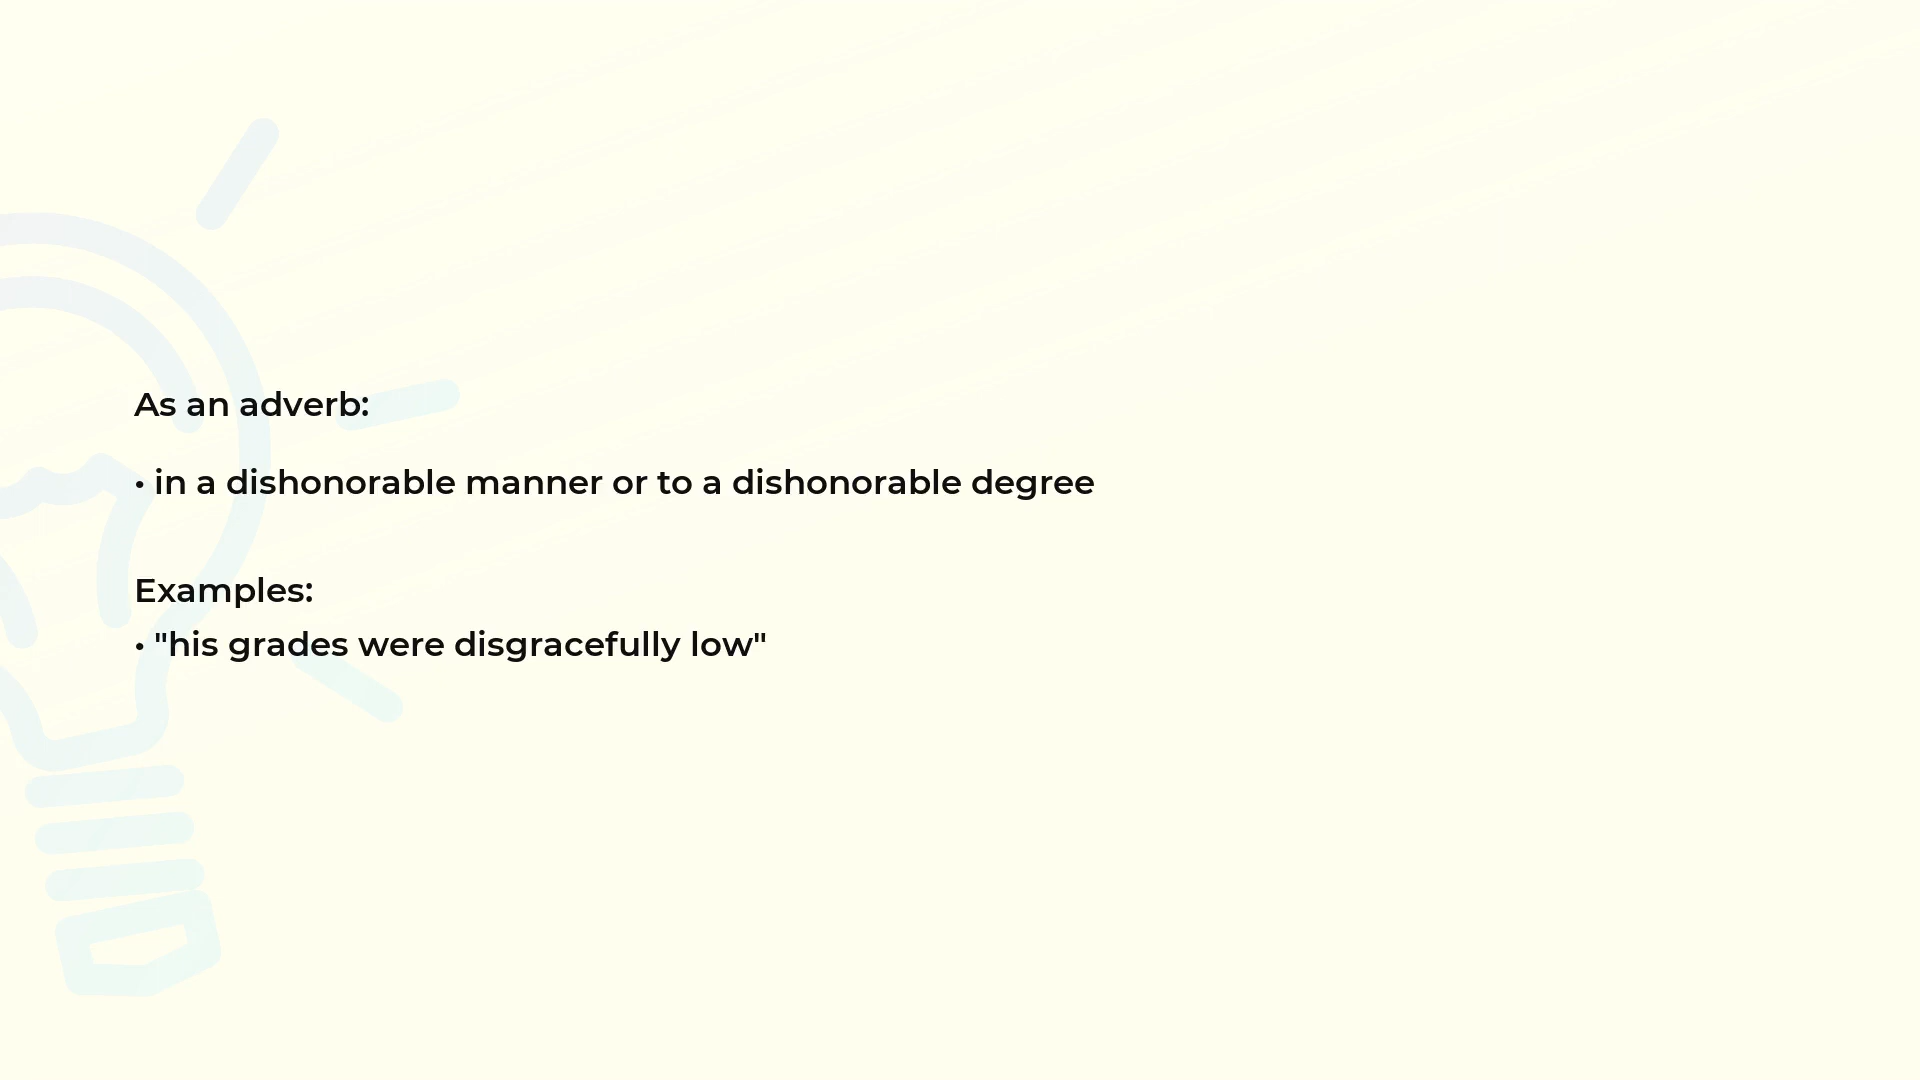 As an adverb:
• in a dishonorable manner or to a dishonorable degree
Examples:
• "his grades were disgracefully low"